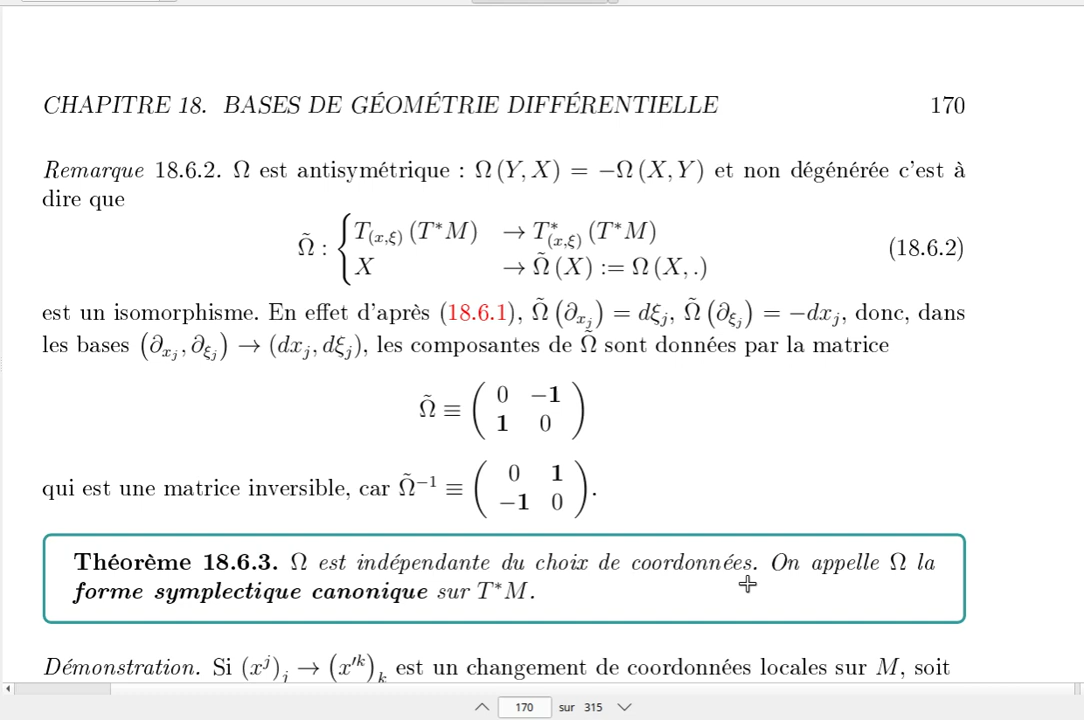 CHAPITRE 18. BASES DE GÉOMÉTRIE DIFFÉRENTIELLE 170
Remarque 18.6.2. Ω est antisymétrique : Ω (Y, X) = −Ω (X, Y) et non dégénérée c'est à
dire que
Ω̃ : { T_{(x,ξ)} (T*M) → T*_{(x,ξ)} (T*M)
X → Ω̃ (X) := Ω (X, .) (18.6.2)
est un isomorphisme. En effet d'après (18.6.1), Ω̃ (∂_{x_j}) = dξ_j, Ω̃ (∂_{ξ_j}) = −dx_j, donc, dans
les bases (∂_{x_j}, ∂_{ξ_j}) → (dx_j, dξ_j), les composantes de Ω̃ sont données par la matrice
Ω̃ ≡ ( 0 −1
1 0 )
qui est une matrice inversible, car Ω̃⁻¹ ≡ ( 0 1
−1 0 ).
Théorème 18.6.3. Ω est indépendante du choix de coordonnées. On appelle Ω la
forme symplectique canonique sur T*M.
Démonstration. Si (x^j)_j → (x'^k)_k est un changement de coordonnées locales sur M, soit
170 sur 315